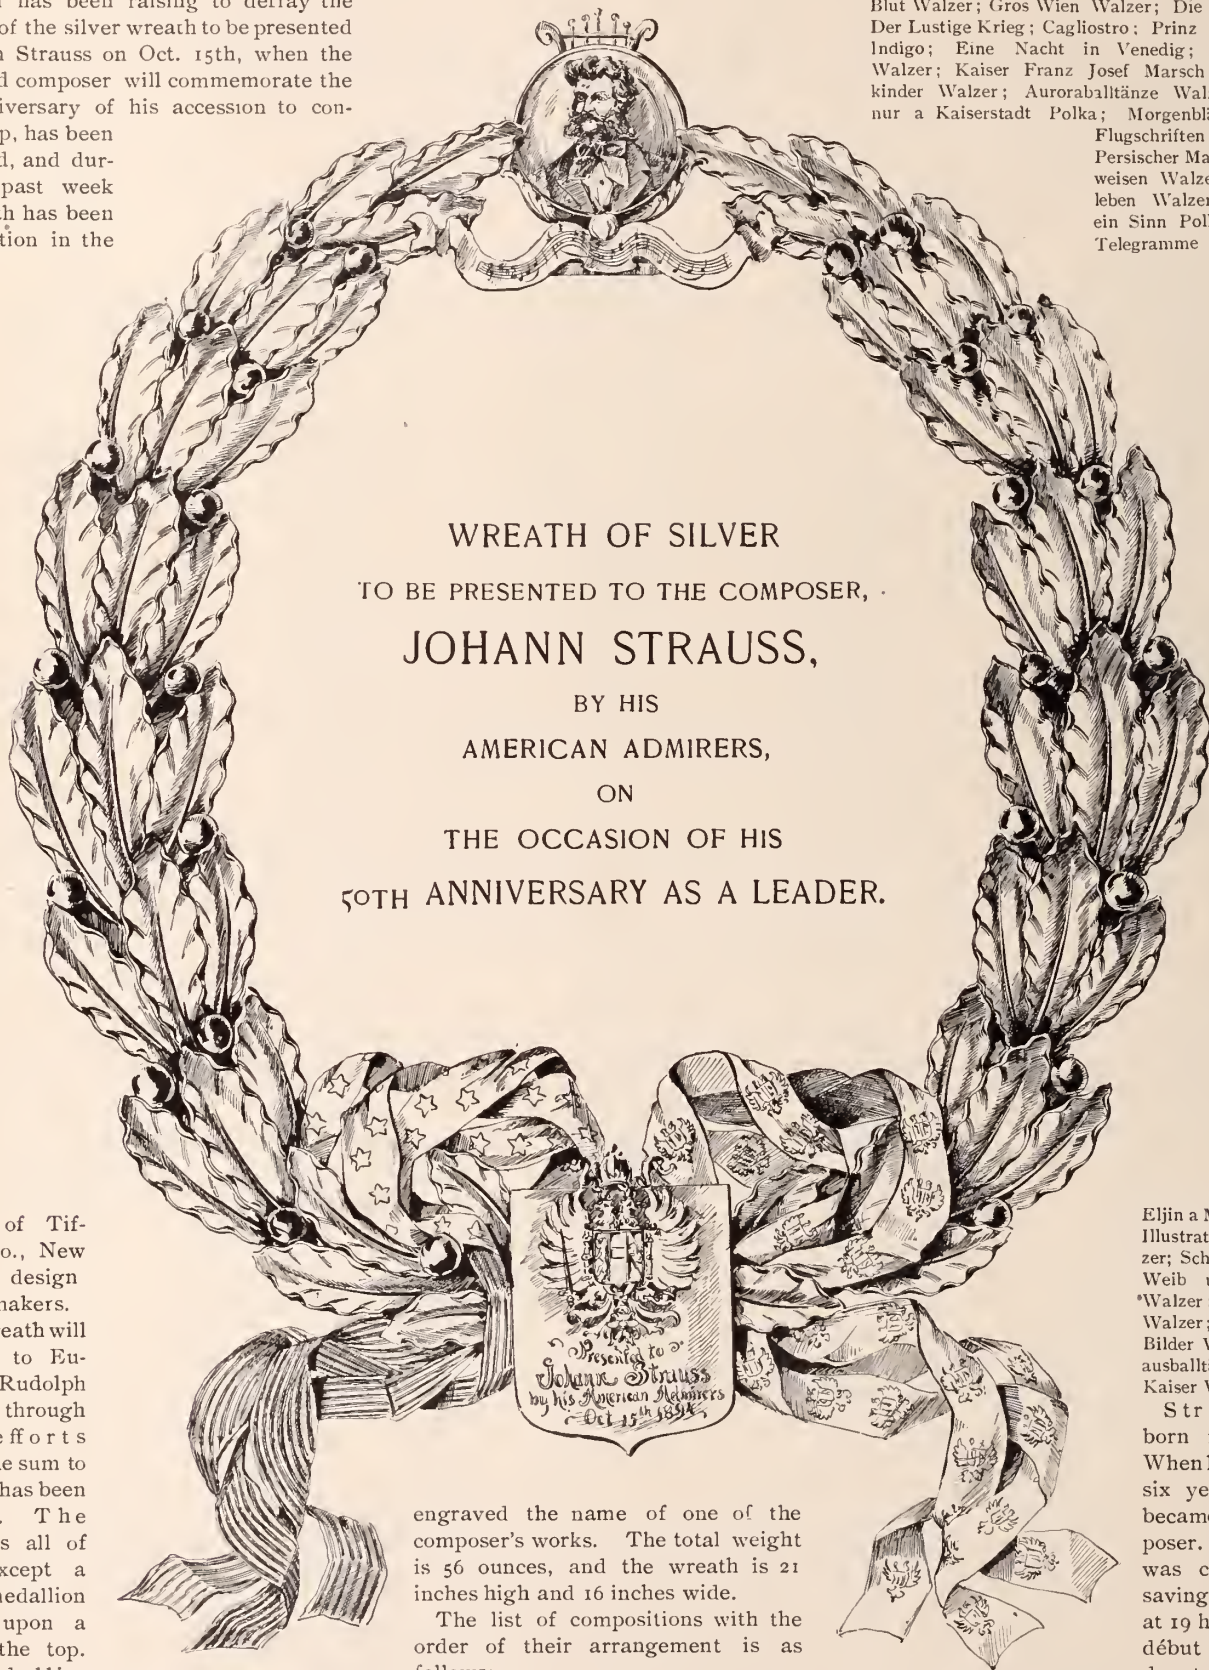 has been raising to defray the
of the silver wreath to be presented
Strauss on Oct. 15th, when the
d composer will commemorate the
iversary of his accession to con-
p, has been
d, and dur-
past week
h has been
tion in the
Blut Walzer; Gros Wien Walzer; Die
Der Lustige Krieg; Cagliostro; Prinz
Indigo; Eine Nacht in Venedig;
Walzer; Kaiser Franz Josef Marsch
kinder Walzer; Auroraballtänze Wal
nur a Kaiserstadt Polka; Morgenblä
Flugschriften
Persischer Ma
weisen Walze
leben Walzer
ein Sinn Pol
Telegramme
WREATH OF SILVER
TO BE PRESENTED TO THE COMPOSER,
JOHANN STRAUSS,
BY HIS
AMERICAN ADMIRERS,
ON
THE OCCASION OF HIS
50TH ANNIVERSARY AS A LEADER.
Presented to
Johann Strauss
by his American Admirers
Oct 15th 1894
of Tif-
o., New
design
makers.
reath will
to Eu-
Rudolph
through
efforts
e sum to
has been
. The
s all of
xcept a
medallion
upon a
the top.
engraved the name of one of the
composer's works. The total weight
is 56 ounces, and the wreath is 21
inches high and 16 inches wide.
The list of compositions with the
order of their arrangement is as
follows:
Eljin a M
Illustrat
zer; Sch
Weib u
Walzer
Walzer;
Bilder W
ausballt
Kaiser W
Str
born
When h
six ye
became
poser.
was c
saving
at 19 h
début